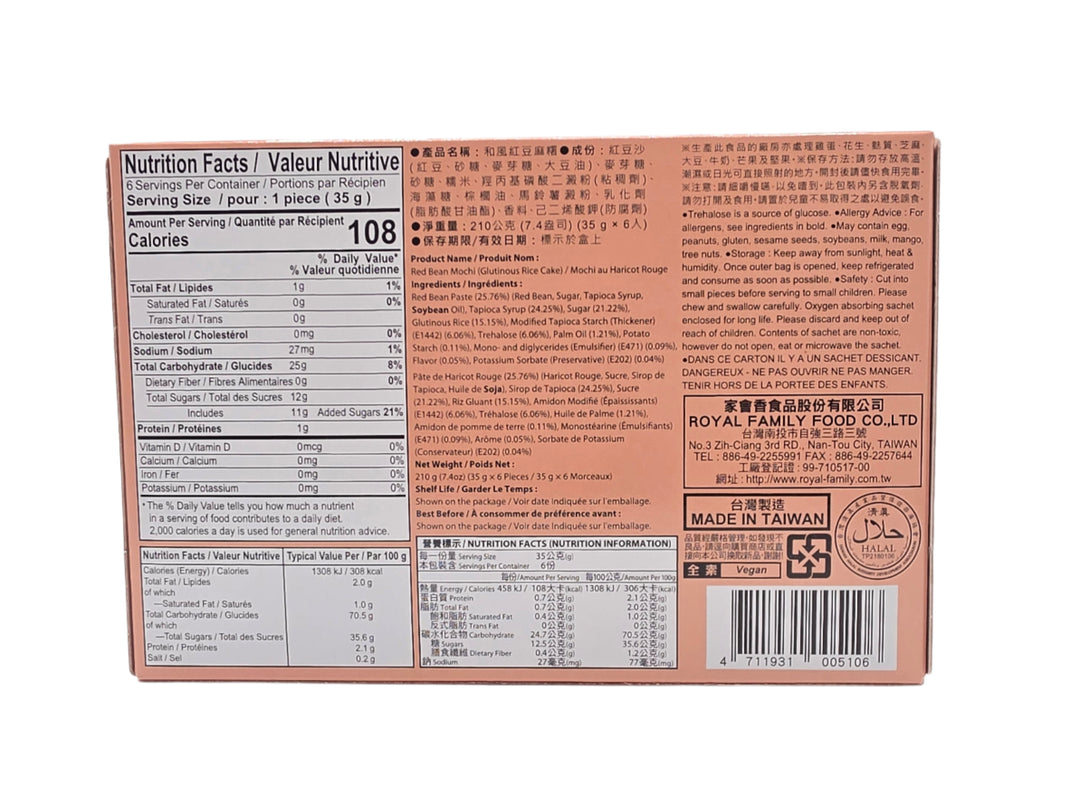 Nutrition Facts / Valeur Nutritive
6 Servings Per Container / Portions par Récipien
Serving Size / pour : 1 piece ( 35 g )
Amount Per Serving / Quantité par Récipient
Calories 108
% Daily Value*
% Valeur quotidienne
Total Fat / Lipides 1g 1%
Saturated Fat / Saturés 0g 0%
Trans Fat / Trans 0g
Cholesterol / Cholestérol 0mg 0%
Sodium / Sodium 27mg 1%
Total Carbohydrate / Glucides 25g 8%
Dietary Fiber / Fibres Alimentaires 0g 0%
Total Sugars / Total des Sucres 12g
Includes 11g Added Sugars 21%
Protein / Protéines 1g
Vitamin D / Vitamin D 0mcg 0%
Calcium / Calcium 0mg 0%
Iron / Fer 0mg 0%
Potassium / Potassium 0mg 0%
* The % Daily Value tells you how much a nutrient
in a serving of food contributes to a daily diet.
2,000 calories a day is used for general nutrition advice.
Nutrition Facts / Valeur Nutritive Typical Value Per / Par 100 g
Calories (Energy) / Calories 1308 kJ / 308 kcal
Total Fat / Lipides 2.0 g
of which
—Saturated Fat / Saturés 1.0 g
Total Carbohydrate / Glucides 70.5 g
of which
—Total Sugars / Total des Sucres 35.6 g
Protein / Protéines 2.1 g
Salt / Sel 0.2 g
●產品名稱：和風紅豆麻糬●成份：紅豆沙
(紅豆、砂糖、麥芽糖、大豆油)、麥芽糖、
砂糖、糯米、羥丙基磷酸二澱粉(粘稠劑)、
海藻糖、棕櫚油、馬鈴薯澱粉、乳化劑
(脂肪酸甘油酯)、香料、己二烯酸鉀(防腐劑)
●淨重量：210公克 (7.4盎司) (35 g × 6入)
●保存期限/有效日期：標示於盒上
Product Name / Produit Nom :
Red Bean Mochi (Glutinous Rice Cake) / Mochi au Haricot Rouge
Ingredients / Ingrédients :
Red Bean Paste (25.76%) (Red Bean, Sugar, Tapioca Syrup,
Soybean Oil), Tapioca Syrup (24.25%), Sugar (21.22%),
Glutinous Rice (15.15%), Modified Tapioca Starch (Thickener)
(E1442) (6.06%), Trehalose (6.06%), Palm Oil (1.21%), Potato
Starch (0.11%), Mono- and diglycerides (Emulsifier) (E471) (0.09%),
Flavor (0.05%), Potassium Sorbate (Preservative) (E202) (0.04%)
Pâte de Haricot Rouge (25.76%) (Haricot Rouge, Sucre, Sirop de
Tapioca, Huile de Soja), Sirop de Tapioca (24.25%), Sucre
(21.22%), Riz Gluant (15.15%), Amidon Modifié (Épaississants)
(E1442) (6.06%), Tréhalose (6.06%), Huile de Palme (1.21%),
Amidon de pomme de terre (0.11%), Monostéarine (Émulsifiants)
(E471) (0.09%), Arôme (0.05%), Sorbate de Potassium
(Conservateur) (E202) (0.04%)
Net Weight / Poids Net :
210 g (7.4oz) (35 g x 6 Pieces / 35 g x 6 Morceaux)
Shelf Life / Garder Le Temps :
Shown on the package / Voir date indiquée sur l'emballage.
Best Before / À consommer de préférence avant :
Shown on the package / Voir date Indiquée sur l'emballage.
營養標示 / NUTRITION FACTS (NUTRITION INFORMATION)
每一份量 Serving Size 35公克(g)
本包裝含 Servings Per Container 6份
每份/Amount Per Serving 每100公克/Amount Per 100g
熱量 Energy / Calories 458 kJ / 108大卡(kcal) 1308 kJ / 306大卡(kcal)
蛋白質 Protein 0.7公克(g) 2.1公克(g)
脂肪 Total Fat 0.7公克(g) 2.0公克(g)
飽和脂肪 Saturated Fat 0.4公克(g) 1.0公克(g)
反式脂肪 Trans Fat 0公克(g) 0公克(g)
碳水化合物 Carbohydrate 24.7公克(g) 70.5公克(g)
糖 Sugars 12.5公克(g) 35.6公克(g)
膳食纖維 Dietary Fiber 0.4公克(g) 1.2公克(g)
鈉 Sodium 27毫克(mg) 77毫克(mg)
※生產此食品的廠房亦處理雞蛋、花生、麩質、芝麻、
大豆、牛奶、芒果及堅果。※保存方法：請勿存放高溫、
潮濕或日光可直接照射的地方，開封後請儘快食用完畢。
※注意：請細嚼慢嚥，以免噎到，此包裝內另含脫氧劑，
請勿打開及食用，請置於兒童不易取得之處以避免誤食。
●Trehalose is a source of glucose. ●Allergy Advice : For
allergens, see ingredients in bold. ●May contain egg,
peanuts, gluten, sesame seeds, soybeans, milk, mango,
tree nuts. ●Storage : Keep away from sunlight, heat &
humidity. Once outer bag is opened, keep refrigerated
and consume as soon as possible. ●Safety : Cut into
small pieces before serving to small children. Please
chew and swallow carefully. Oxygen absorbing sachet
enclosed for long life. Please discard and keep out of
reach of children. Contents of sachet are non-toxic,
however do not open, eat or microwave the sachet.
●DANS CE CARTON IL Y A'UN SACHET DESSICANT.
DANGEREUX - NE PAS OUVRIR NE PAS MANGER.
TENIR HORS DE LA PORTEE DES ENFANTS.
家會香食品股份有限公司
ROYAL FAMILY FOOD CO.,LTD
台灣南投市自強三路三號
No.3 Zih-Ciang 3rd RD., Nan-Tou City, TAIWAN
TEL : 886-49-2255991 FAX : 886-49-2257644
工廠登記證：99-710517-00
網址：http://www.royal-family.com.tw
台灣製造
MADE IN TAIWAN
清真
حلال
HALAL
TP2180106
品質經嚴格管理，如發現不
良品，請逕向購買商店或直
接向本公司換取新品，謝謝!
全素 Vegan
4 711931 005106